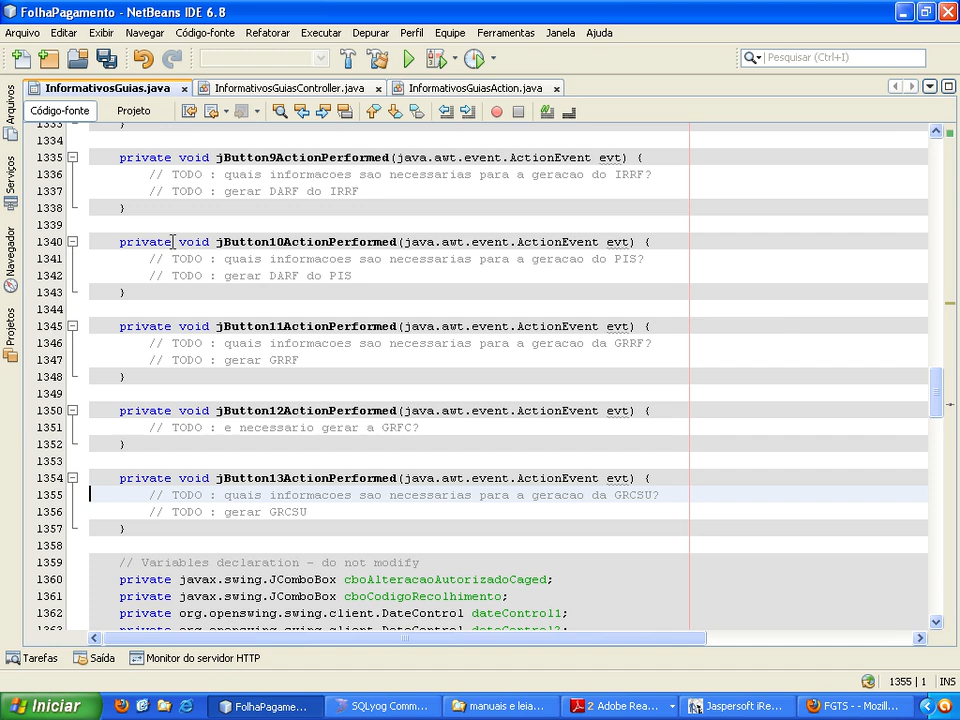 FolhaPagamento - NetBeans IDE 6.8
Arquivo Editar Exibir Navegar Código-fonte Refatorar Executar Depurar Perfil Equipe Ferramentas Janela Ajuda
Pesquisar (Ctrl+I)
InformativosGuias.java InformativosGuiasController.java InformativosGuiasAction.java
Código-fonte Projeto
Arquivos
Serviços
Navegador
Projetos
1333 }
1334
1335 private void jButton9ActionPerformed(java.awt.event.ActionEvent evt) {
1336 // TODO : quais informacoes sao necessarias para a geracao do IRRF?
1337 // TODO : gerar DARF do IRRF
1338 }
1339
1340 private void jButton10ActionPerformed(java.awt.event.ActionEvent evt) {
1341 // TODO : quais informacoes sao necessarias para a geracao do PIS?
1342 // TODO : gerar DARF do PIS
1343 }
1344
1345 private void jButton11ActionPerformed(java.awt.event.ActionEvent evt) {
1346 // TODO : quais informacoes sao necessarias para a geracao da GRRF?
1347 // TODO : gerar GRRF
1348 }
1349
1350 private void jButton12ActionPerformed(java.awt.event.ActionEvent evt) {
1351 // TODO : e necessario gerar a GRFC?
1352 }
1353
1354 private void jButton13ActionPerformed(java.awt.event.ActionEvent evt) {
1355 // TODO : quais informacoes sao necessarias para a geracao da GRCSU?
1356 // TODO : gerar GRCSU
1357 }
1358
1359 // Variables declaration - do not modify
1360 private javax.swing.JComboBox cboAlteracaoAutorizadoCaged;
1361 private javax.swing.JComboBox cboCodigoRecolhimento;
1362 private org.openswing.swing.client.DateControl dateControl1;
1363 private org.openswing.swing.client.DateControl dateControl2;
Tarefas Saída Monitor do servidor HTTP
1355 | 1 INS
Iniciar FolhaPagame... SQLyog Comm... manuais e leia... 2 Adobe Rea... Jaspersoft iRe... FGTS - - Mozill...